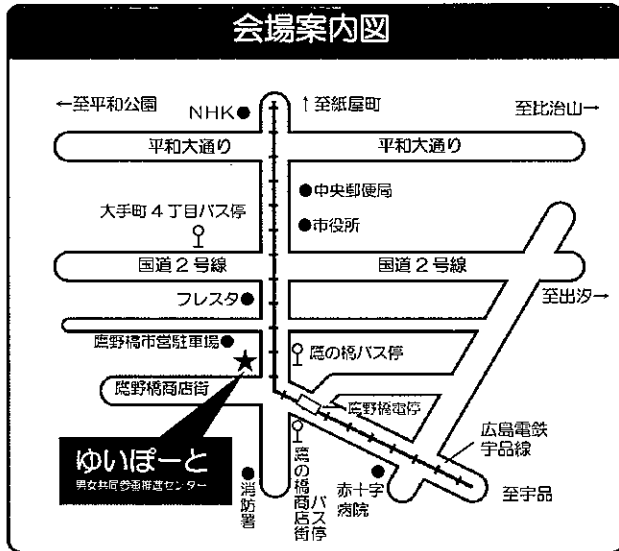 会場案内図
←至平和公園
NHK
↑至紙屋町
至比治山→
平和大通り
平和大通り
中央郵便局
大手町4丁目バス停
市役所
国道2号線
国道2号線
フレスタ
至出汐→
鷹野橋市営駐車場
鷹の橋バス停
鷹野橋商店街
鷹野橋電停
広島電鉄
宇品線
ゆいぽーと
男女共同参画推進センター
消防署
鷹の橋商店街
バス停
赤十字
病院
至宇品